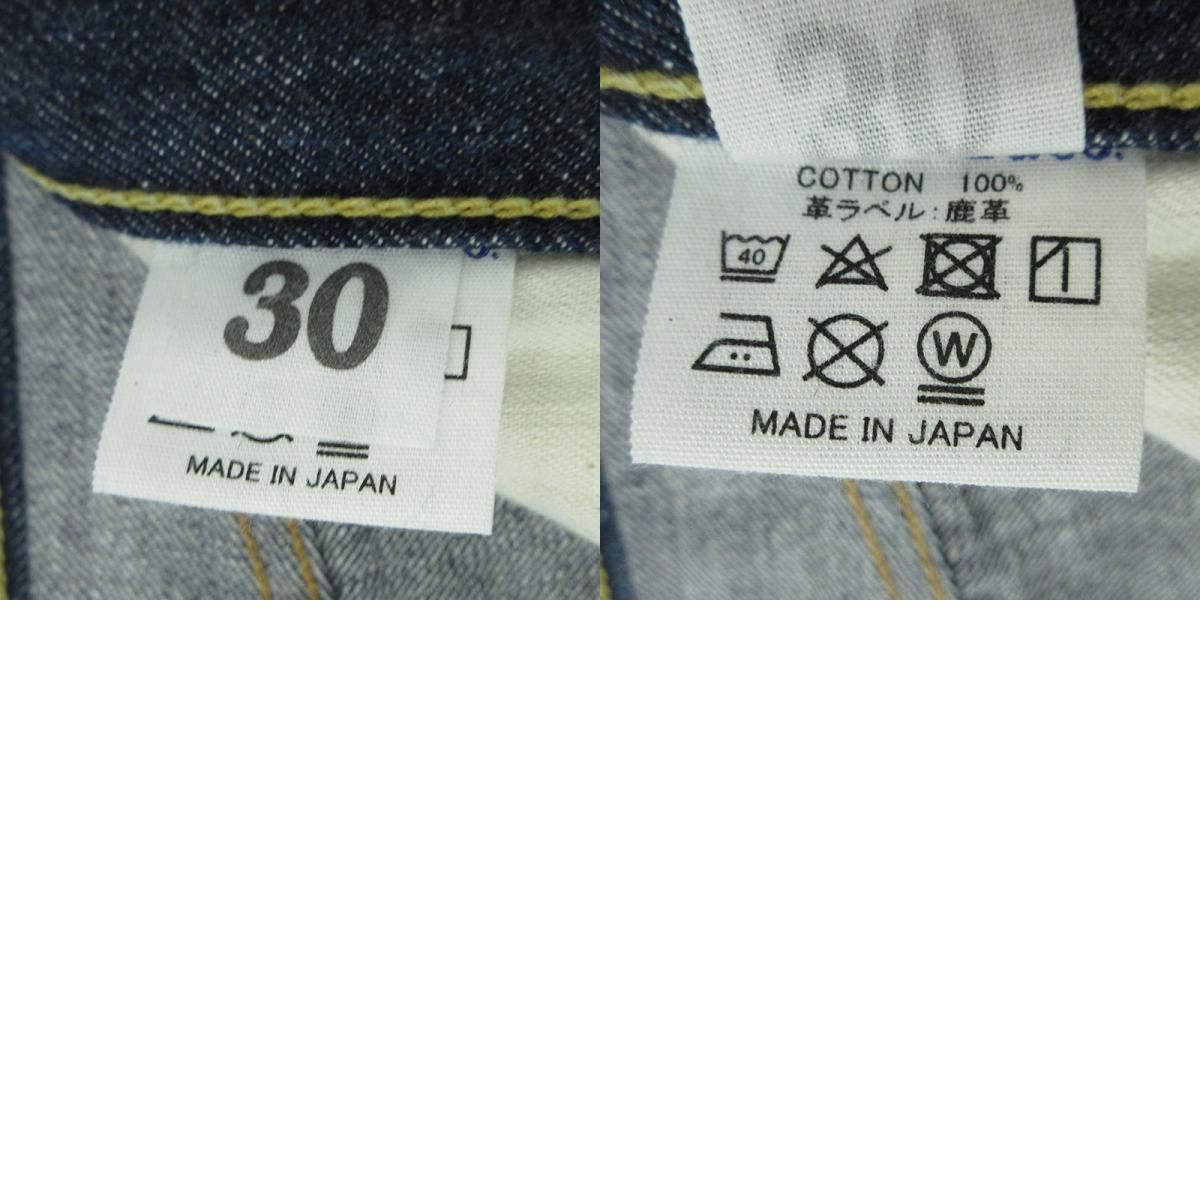 30
MADE IN JAPAN
COTTON 100%
革ラベル:鹿革
40
W
MADE IN JAPAN